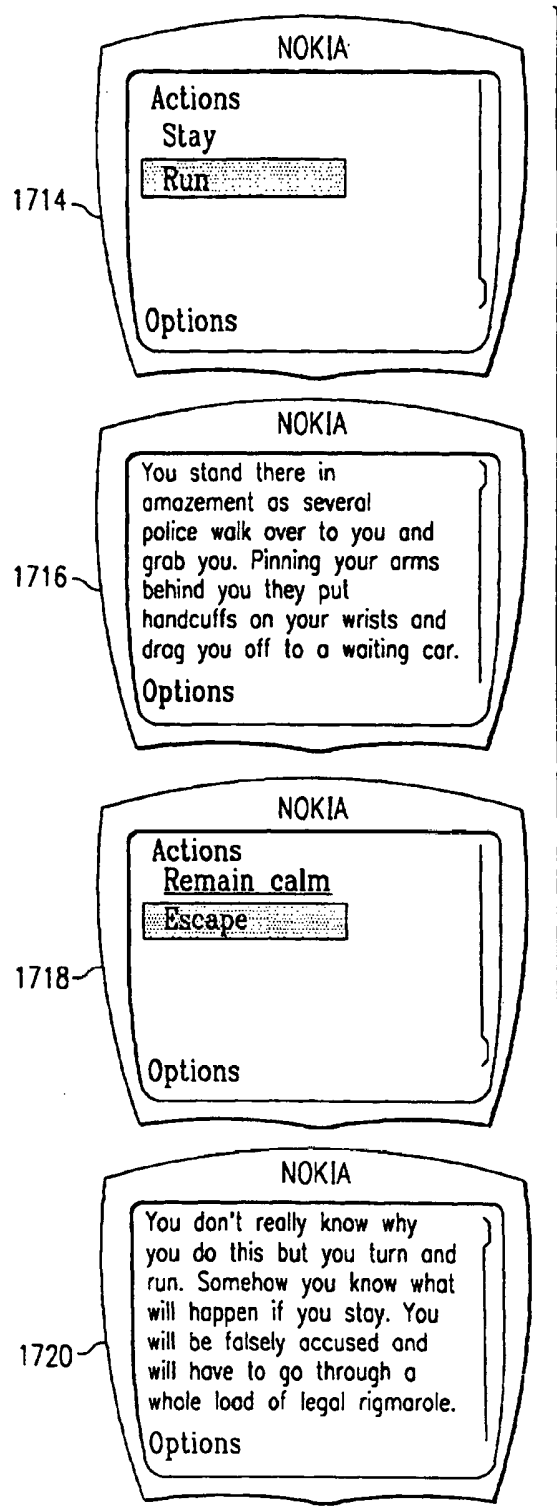 NOKIA
Actions
Stay
Run
1714
Options
NOKIA
You stand there in
amazement as several
police walk over to you and
grab you. Pinning your arms
behind you they put
handcuffs on your wrists and
drag you off to a waiting car.
1716
Options
NOKIA
Actions
Remain calm
Escape
1718
Options
NOKIA
You don't really know why
you do this but you turn and
run. Somehow you know what
will happen if you stay. You
will be falsely accused and
will have to go through a
whole load of legal rigmarole.
1720
Options